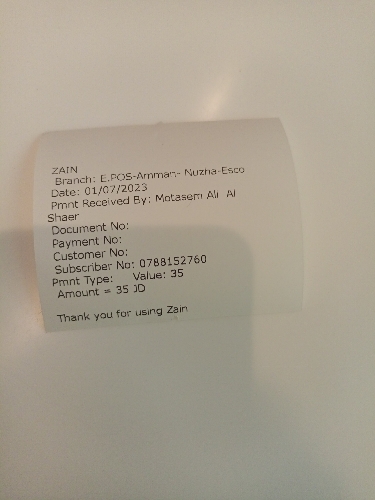 ZAIN
Branch: E.POS-Amman- Nuzha-Esco
Date: 01/07/2023
Pmnt Received By: Motasem Ali Al
Shaer
Document No:
Payment No:
Customer No:
Subscriber No: 0788152760
Pmnt Type: Value: 35
Amount = 35 JD
Thank you for using Zain